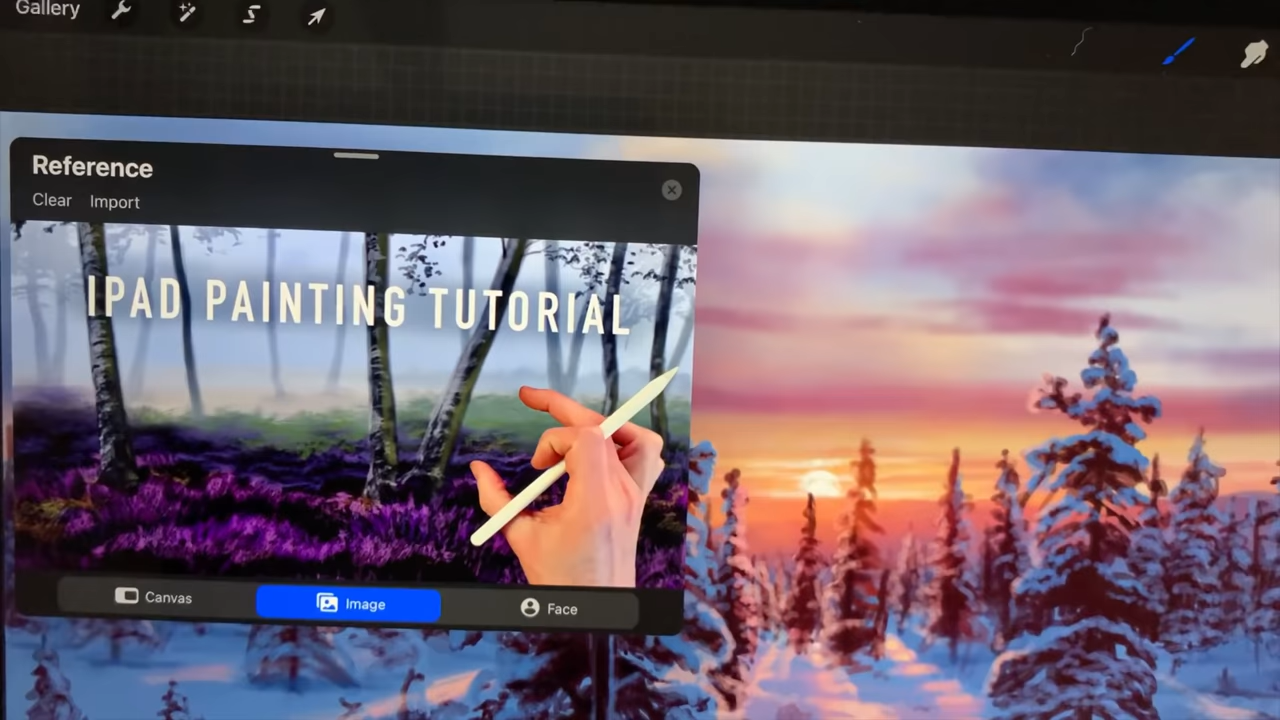 Gallery
Reference
Clear Import
IPAD PAINTING TUTORIAL
Canvas Image Face